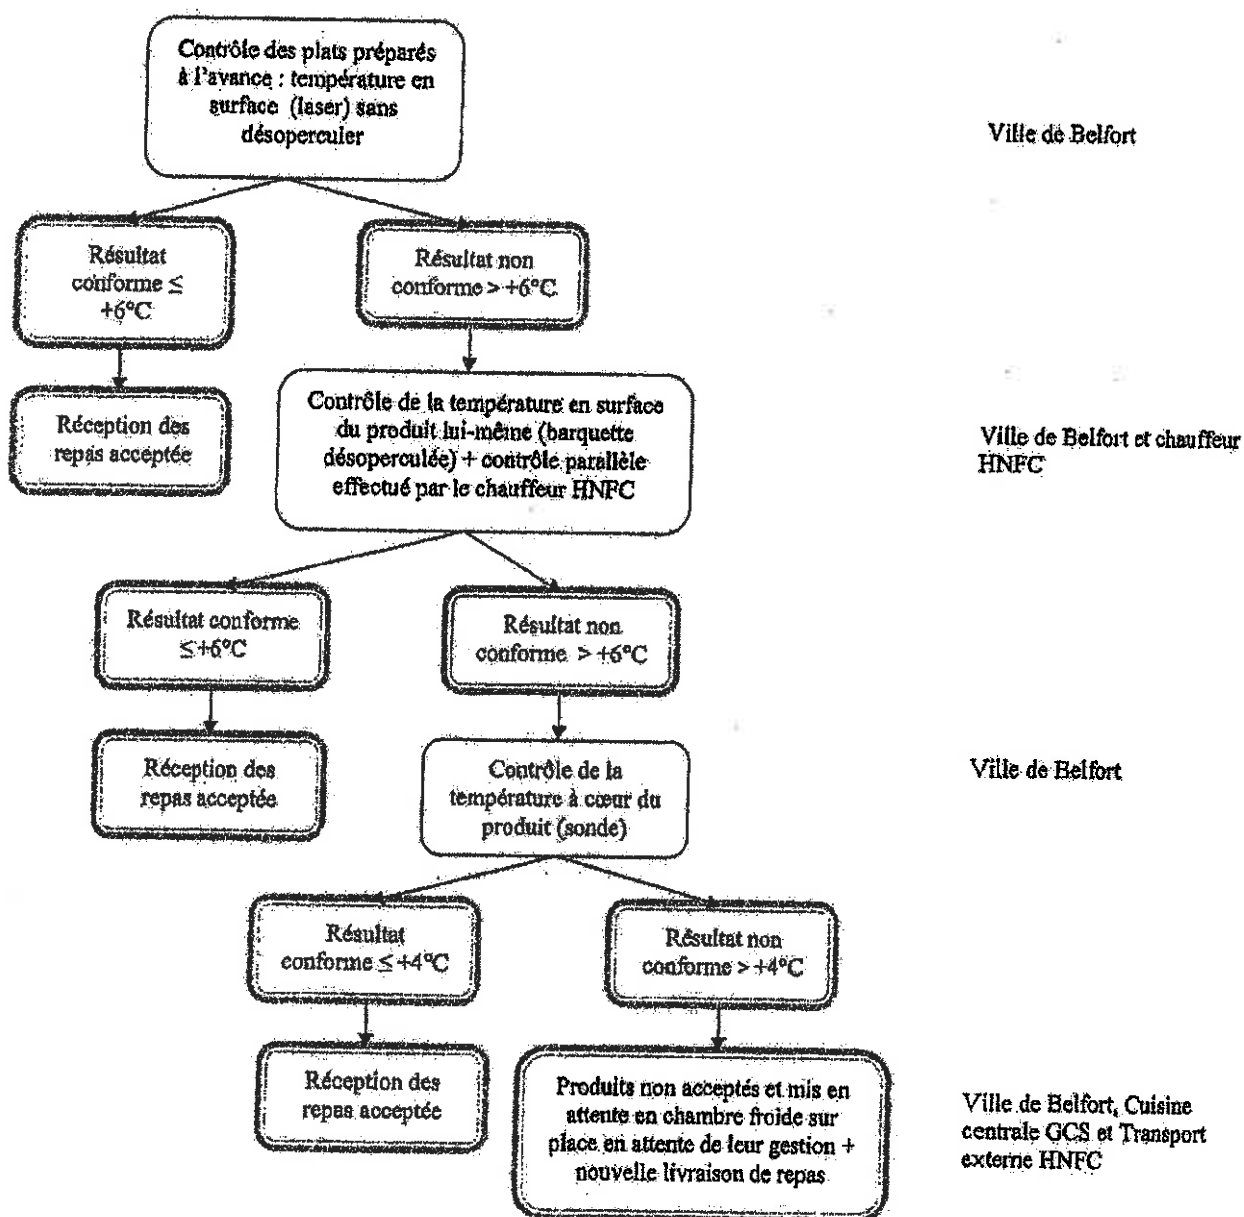 Contrôle des plats préparés
à l'avance : température en
surface (laser) sans
désoperculer
Ville de Belfort
Résultat
conforme ≤
+6°C
Résultat non
conforme > +6°C
Réception des
repas acceptée
Contrôle de la température en surface
du produit lui-même (barquette
désoperculée) + contrôle parallèle
effectué par le chauffeur HNFC
Ville de Belfort et chauffeur
HNFC
Résultat conforme
≤ +6°C
Résultat non
conforme > +6°C
Réception des
repas acceptée
Contrôle de la
température à cœur du
produit (sonde)
Ville de Belfort
Résultat
conforme ≤ +4°C
Résultat non
conforme > +4°C
Réception des
repas acceptée
Produits non acceptés et mis en
attente en chambre froide sur
place en attente de leur gestion +
nouvelle livraison de repas
Ville de Belfort, Cuisine
centrale GCS et Transport
externe HNFC